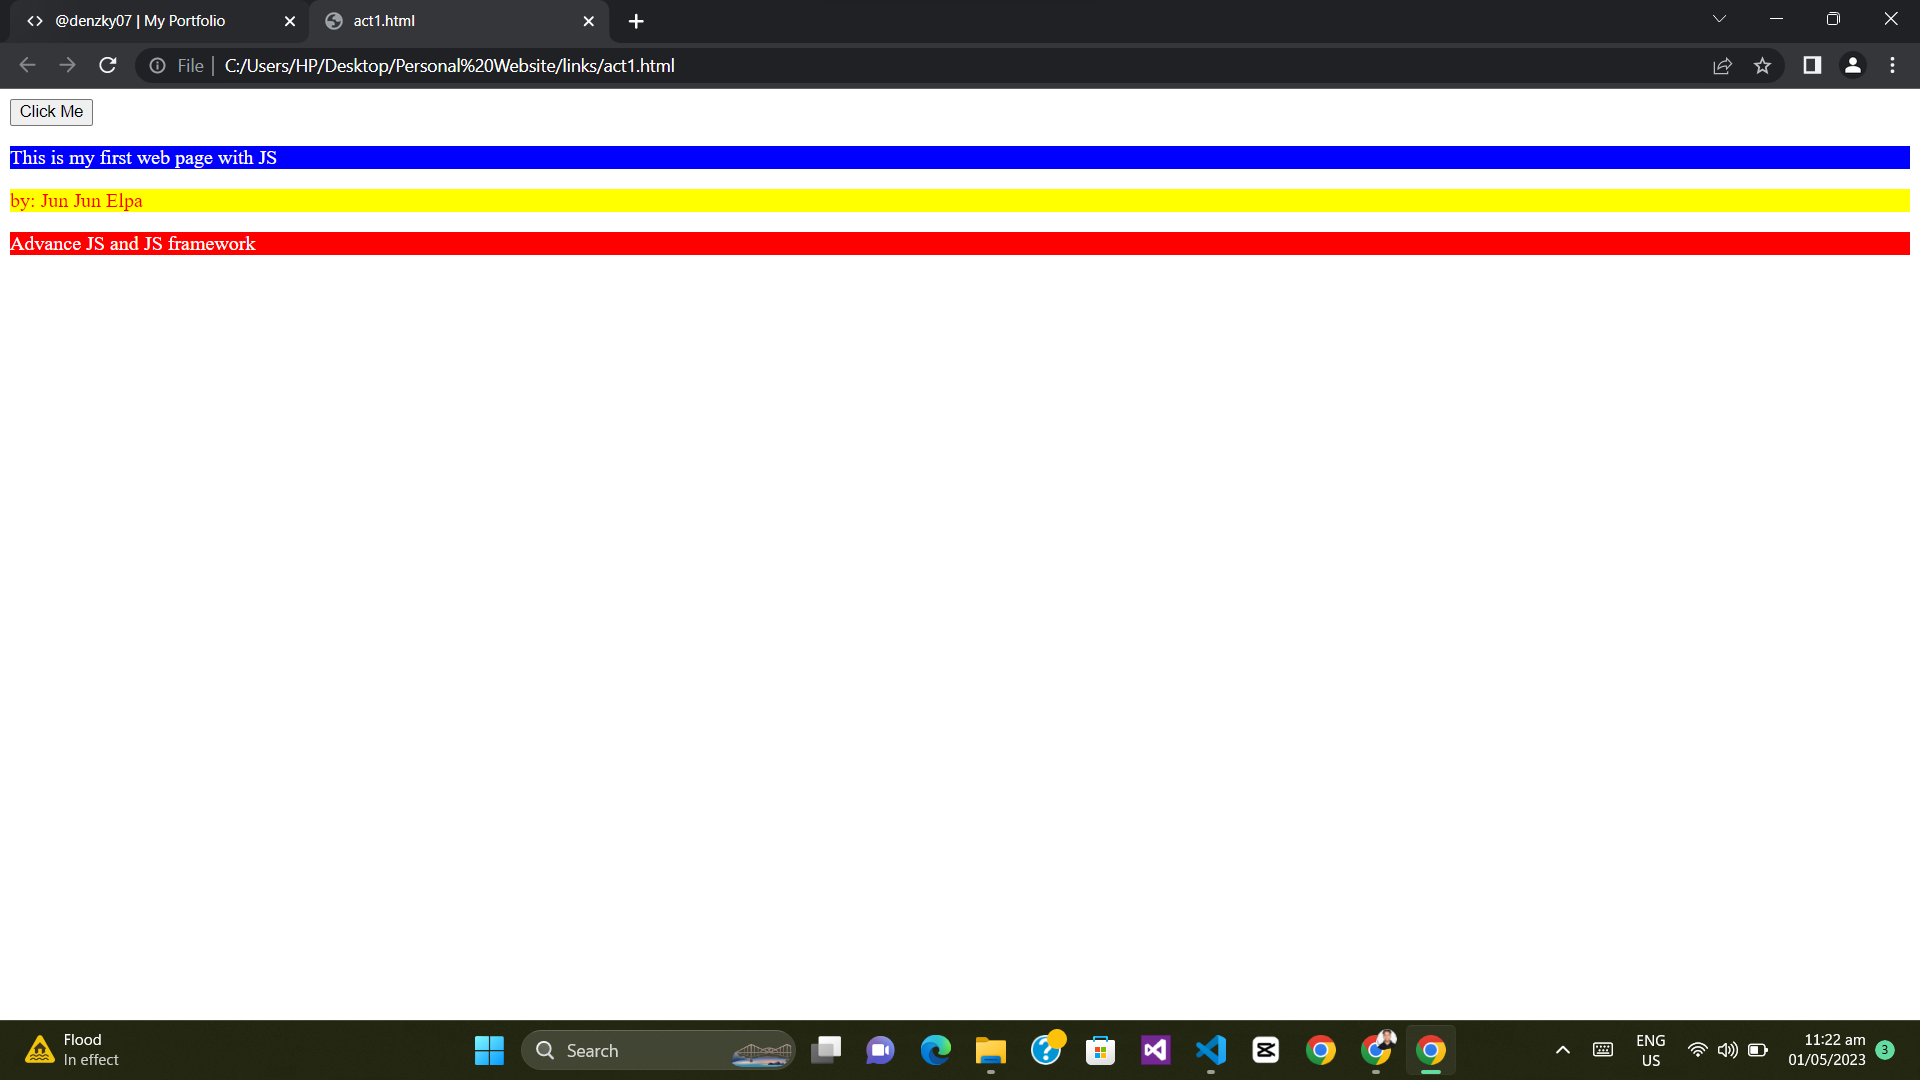 @denzky07 | My Portfolio
act1.html
File
C:/Users/HP/Desktop/Personal%20Website/links/act1.html
Click Me
This is my first web page with JS
by: Jun Jun Elpa
Advance JS and JS framework
Flood
In effect
Search
ENG
US
11:22 am
01/05/2023
3